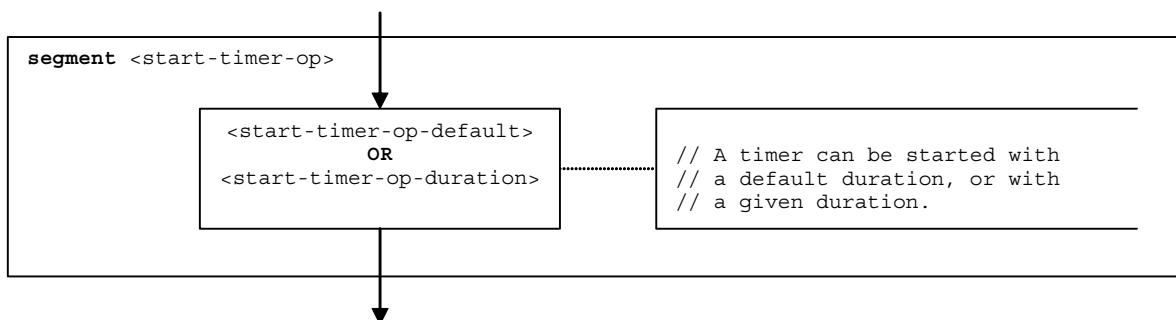 segment <start-timer-op>
<start-timer-op-default>
OR
<start-timer-op-duration>
// A timer can be started with
// a default duration, or with
// a given duration.